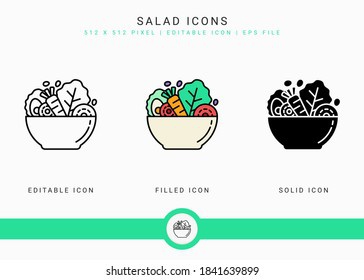 SALAD ICONS
512 X 512 PIXEL | EDITABLE ICON | EPS FILE
EDITABLE ICON
FILLED ICON
SOLID ICON
shutterstock.com · 1841639899